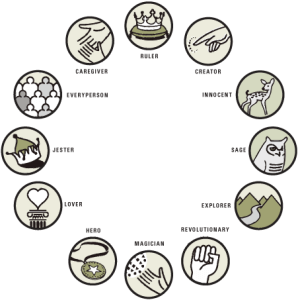 RULER
CAREGIVER
CREATOR
EVERYPERSON
INNOCENT
JESTER
SAGE
LOVER
EXPLORER
HERO
REVOLUTIONARY
MAGICIAN